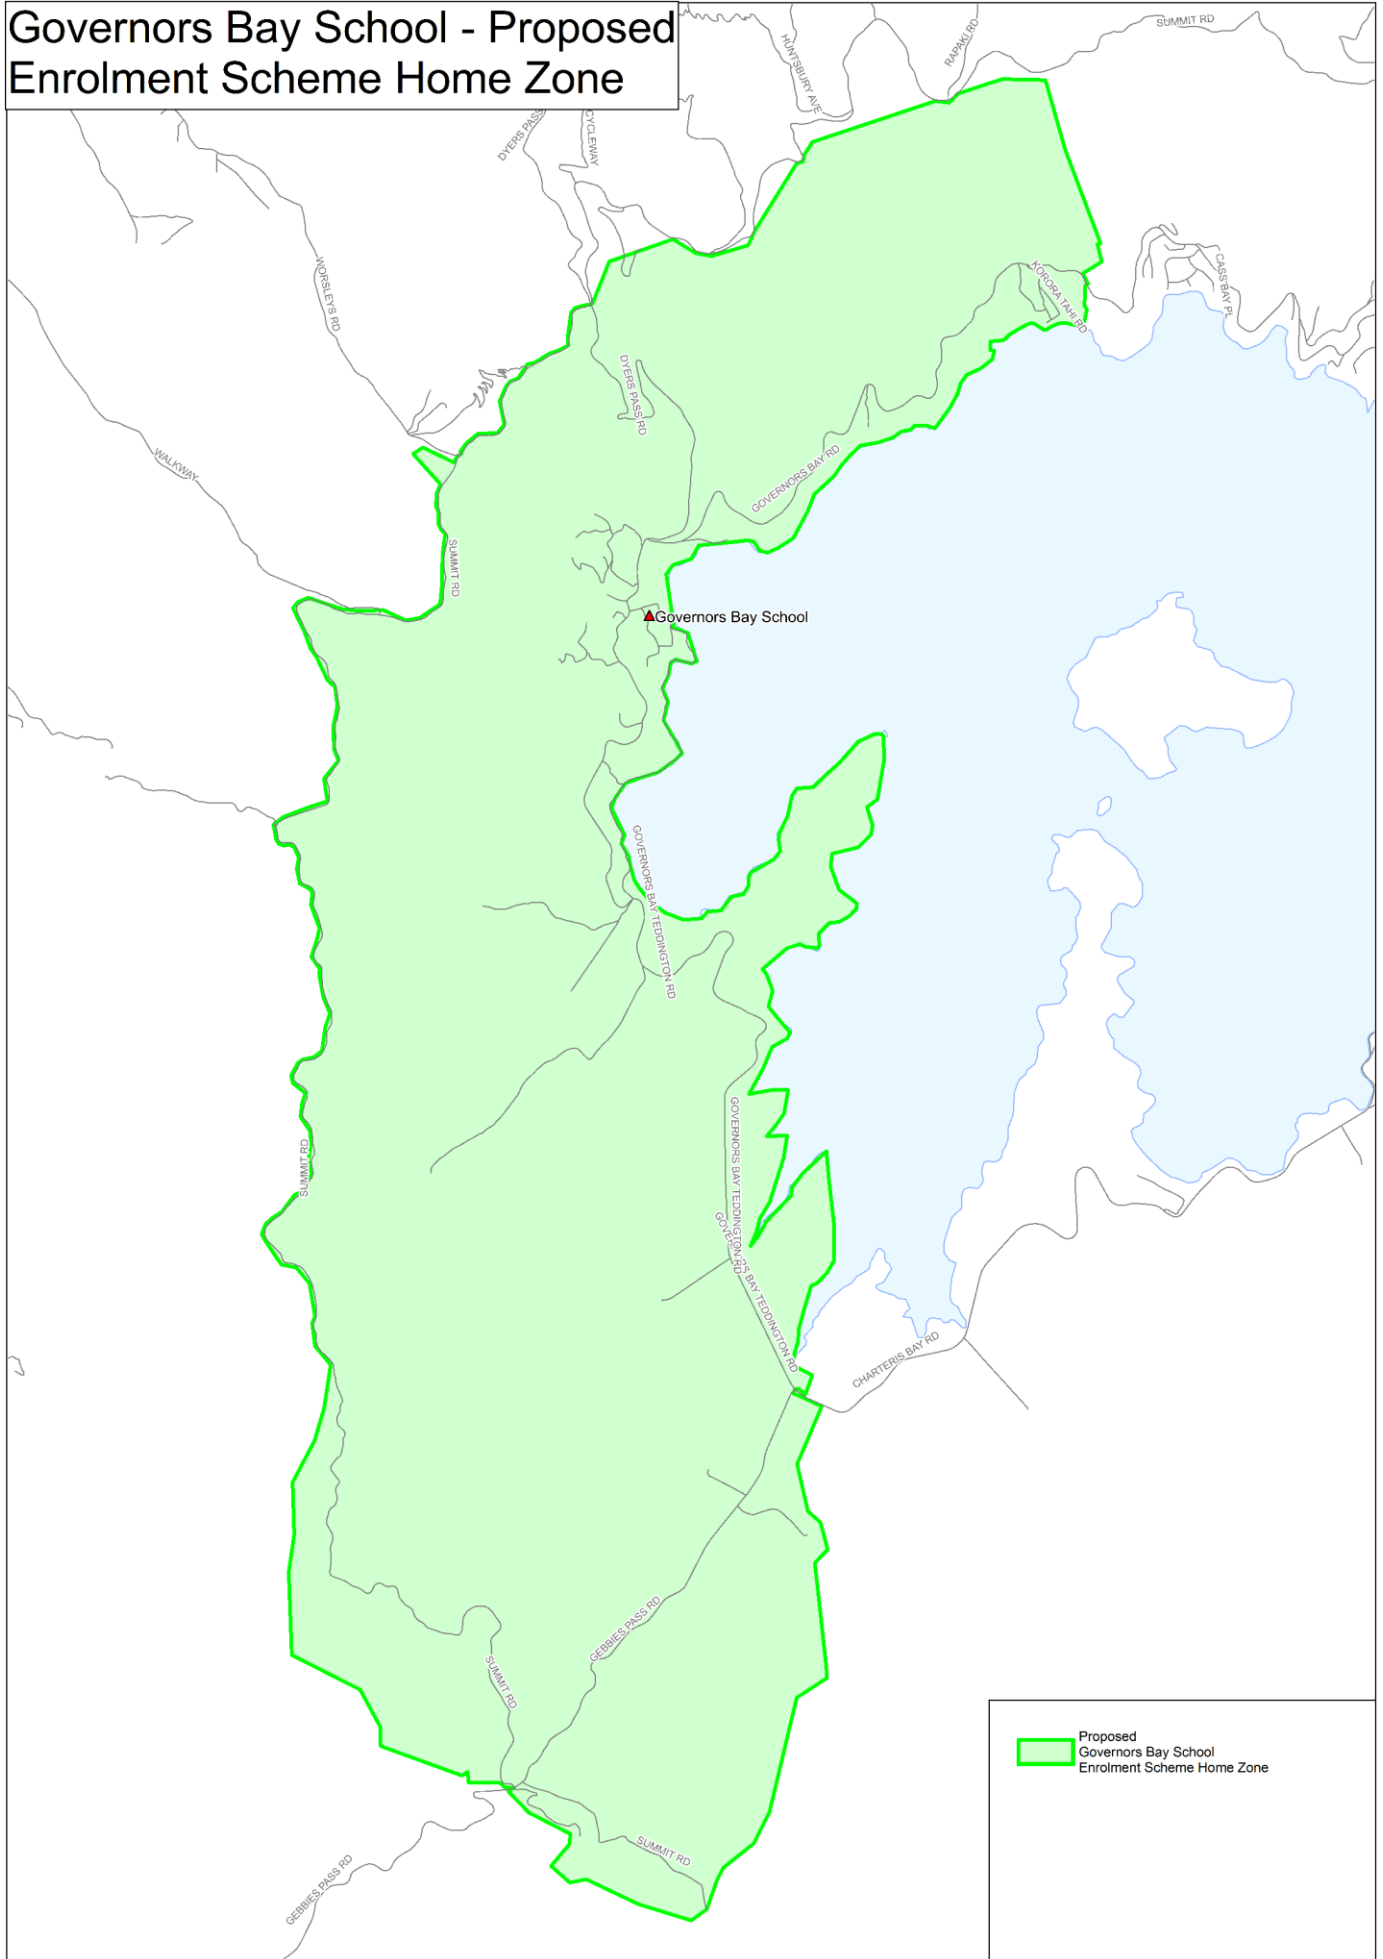 Governors Bay School - Proposed
Enrolment Scheme Home Zone
SUMMIT RD
RAPAKI RD
HUNTSBURY AVE
DYERS PASS
CYCLEWAY
WORSLEYS RD
CASS BAY PL
KORORA TAHI RD
DYERS PASS RD
GOVERNORS BAY RD
WALKWAY
SUMMIT RD
Governors Bay School
GOVERNORS BAY TEDDINGTON RD
GOVERNORS BAY TEDDINGTON RD
SUMMIT RD
GOVERNORS BAY TEDDINGTON RD
CHARTERIS BAY RD
GEBBIES PASS RD
SUMMIT RD
Proposed
Governors Bay School
Enrolment Scheme Home Zone
SUMMIT RD
GEBBIES PASS RD